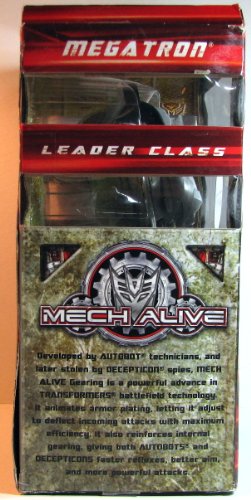 MEGATRON®
LEADER CLASS
MECH ALIVE
Developed by AUTOBOT® technicians, and
later stolen by DECEPTICON® spies, MECH
ALIVE Gearing is a powerful advance in
TRANSFORMERS® battlefield technology.
It animates armor plating, letting it adjust
to deflect incoming attacks with maximum
efficiency. It also reinforces internal
gearing, giving both AUTOBOTS® and
DECEPTICONS faster reflexes, better aim,
and more powerful attacks.